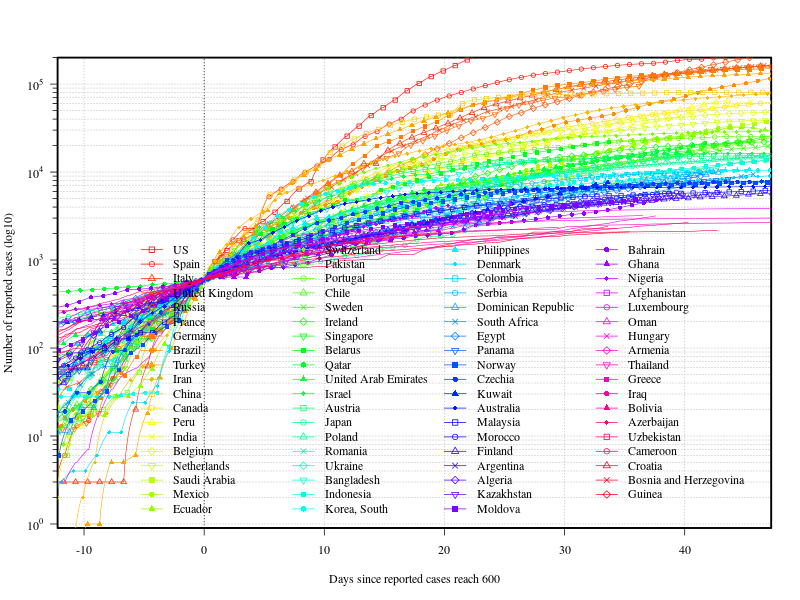 10^5
10^4
10^3
10^2
10^1
10^0
Number of reported cases (log10)
US
Spain
Italy
United Kingdom
Russia
France
Germany
Brazil
Turkey
Iran
China
Canada
Peru
India
Belgium
Netherlands
Saudi Arabia
Mexico
Ecuador
Switzerland
Pakistan
Portugal
Chile
Sweden
Ireland
Singapore
Belarus
Qatar
United Arab Emirates
Israel
Austria
Japan
Poland
Romania
Ukraine
Bangladesh
Indonesia
Korea, South
Philippines
Denmark
Colombia
Serbia
Dominican Republic
South Africa
Egypt
Panama
Norway
Czechia
Kuwait
Australia
Malaysia
Morocco
Finland
Argentina
Algeria
Kazakhstan
Moldova
Bahrain
Ghana
Nigeria
Afghanistan
Luxembourg
Oman
Hungary
Armenia
Thailand
Greece
Iraq
Bolivia
Azerbaijan
Uzbekistan
Cameroon
Croatia
Bosnia and Herzegovina
Guinea
-10 0 10 20 30 40
Days since reported cases reach 600